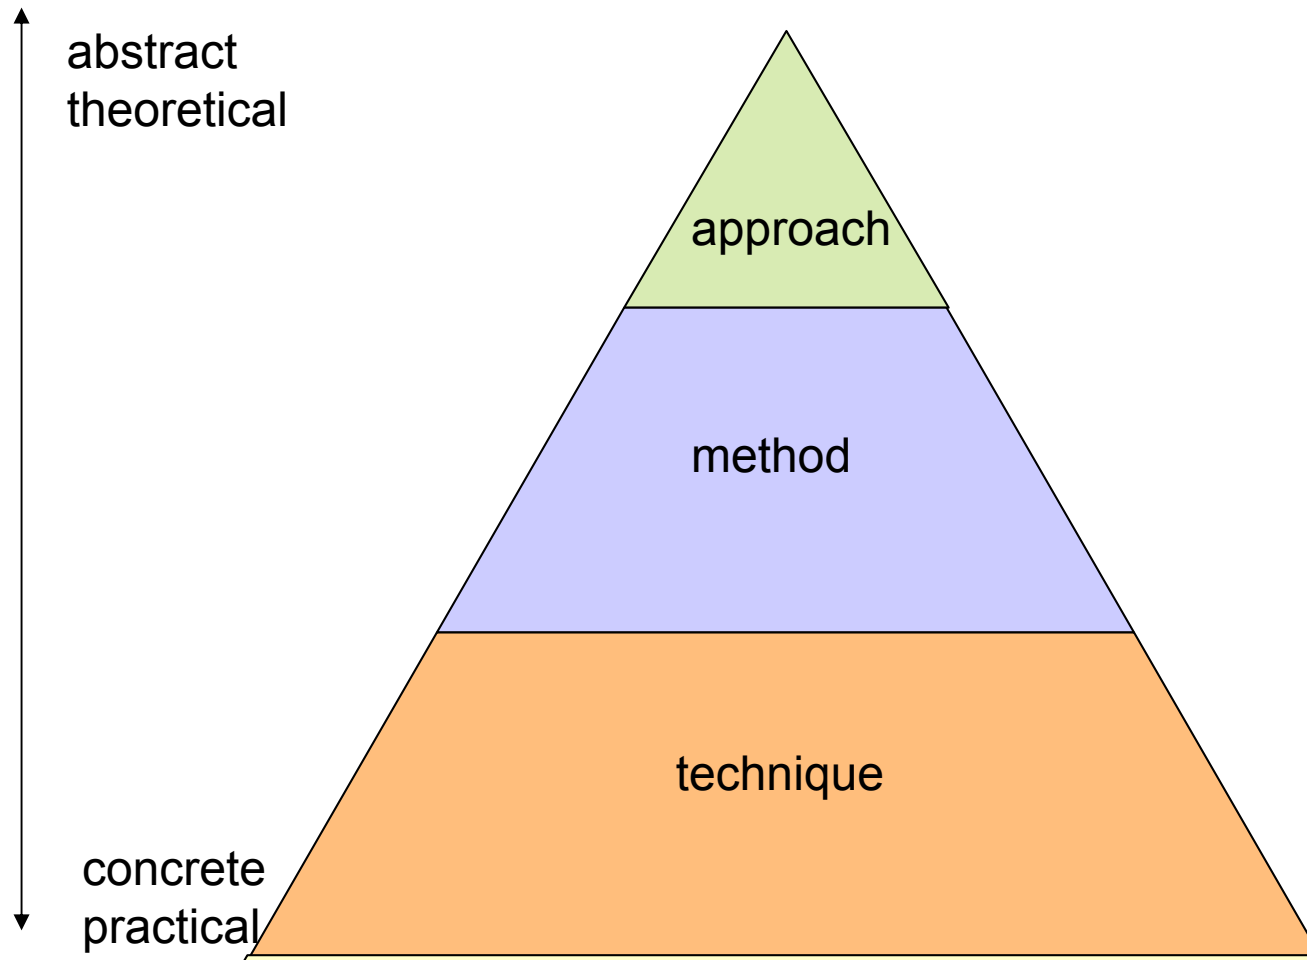 abstract
theoretical
approach
method
technique
concrete
practical